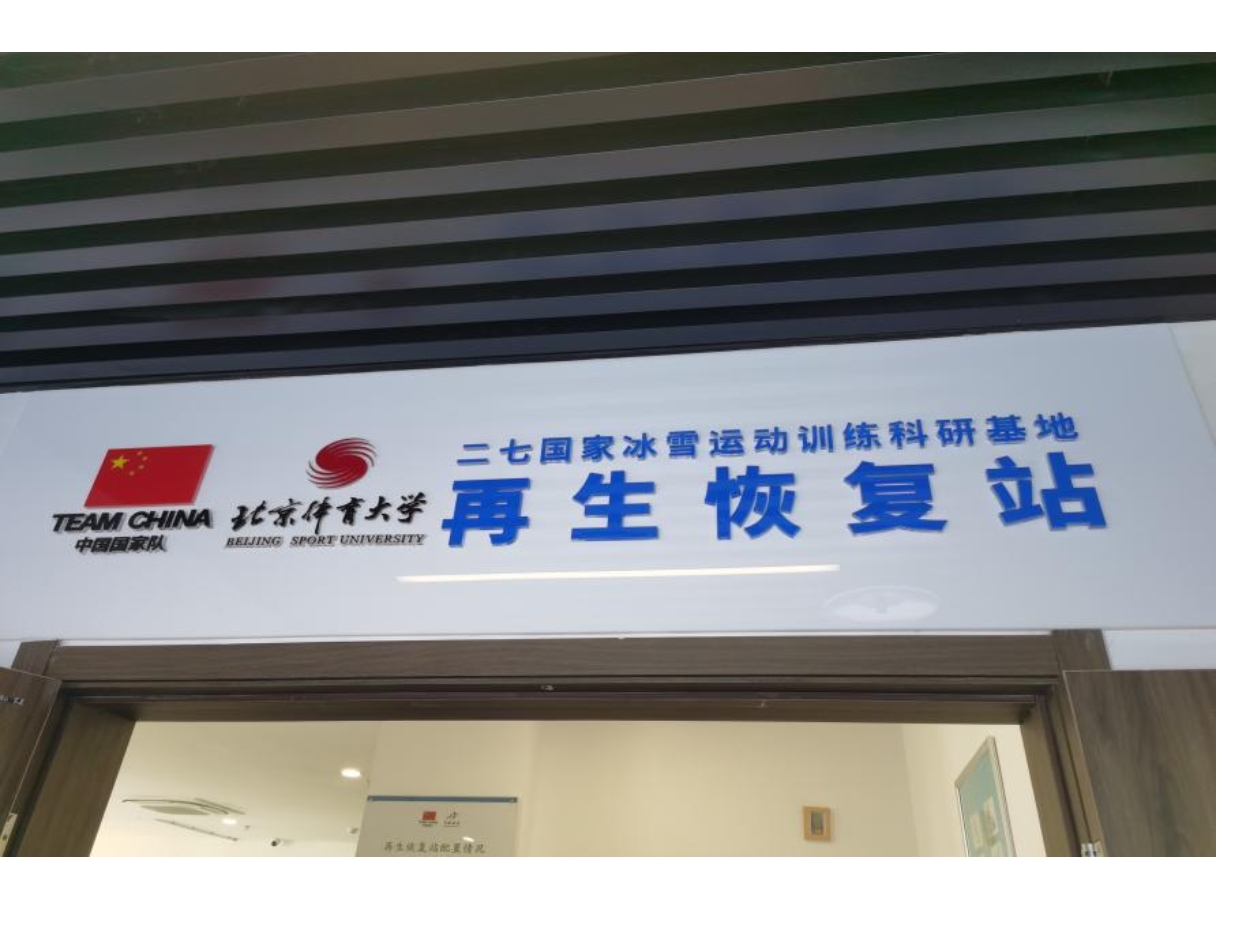 TEAM CHINA
中国国家队
北京体育大学
BEIJING SPORT UNIVERSITY
二七国家冰雪运动训练科研基地
再生恢复站
再生恢复站配置情况